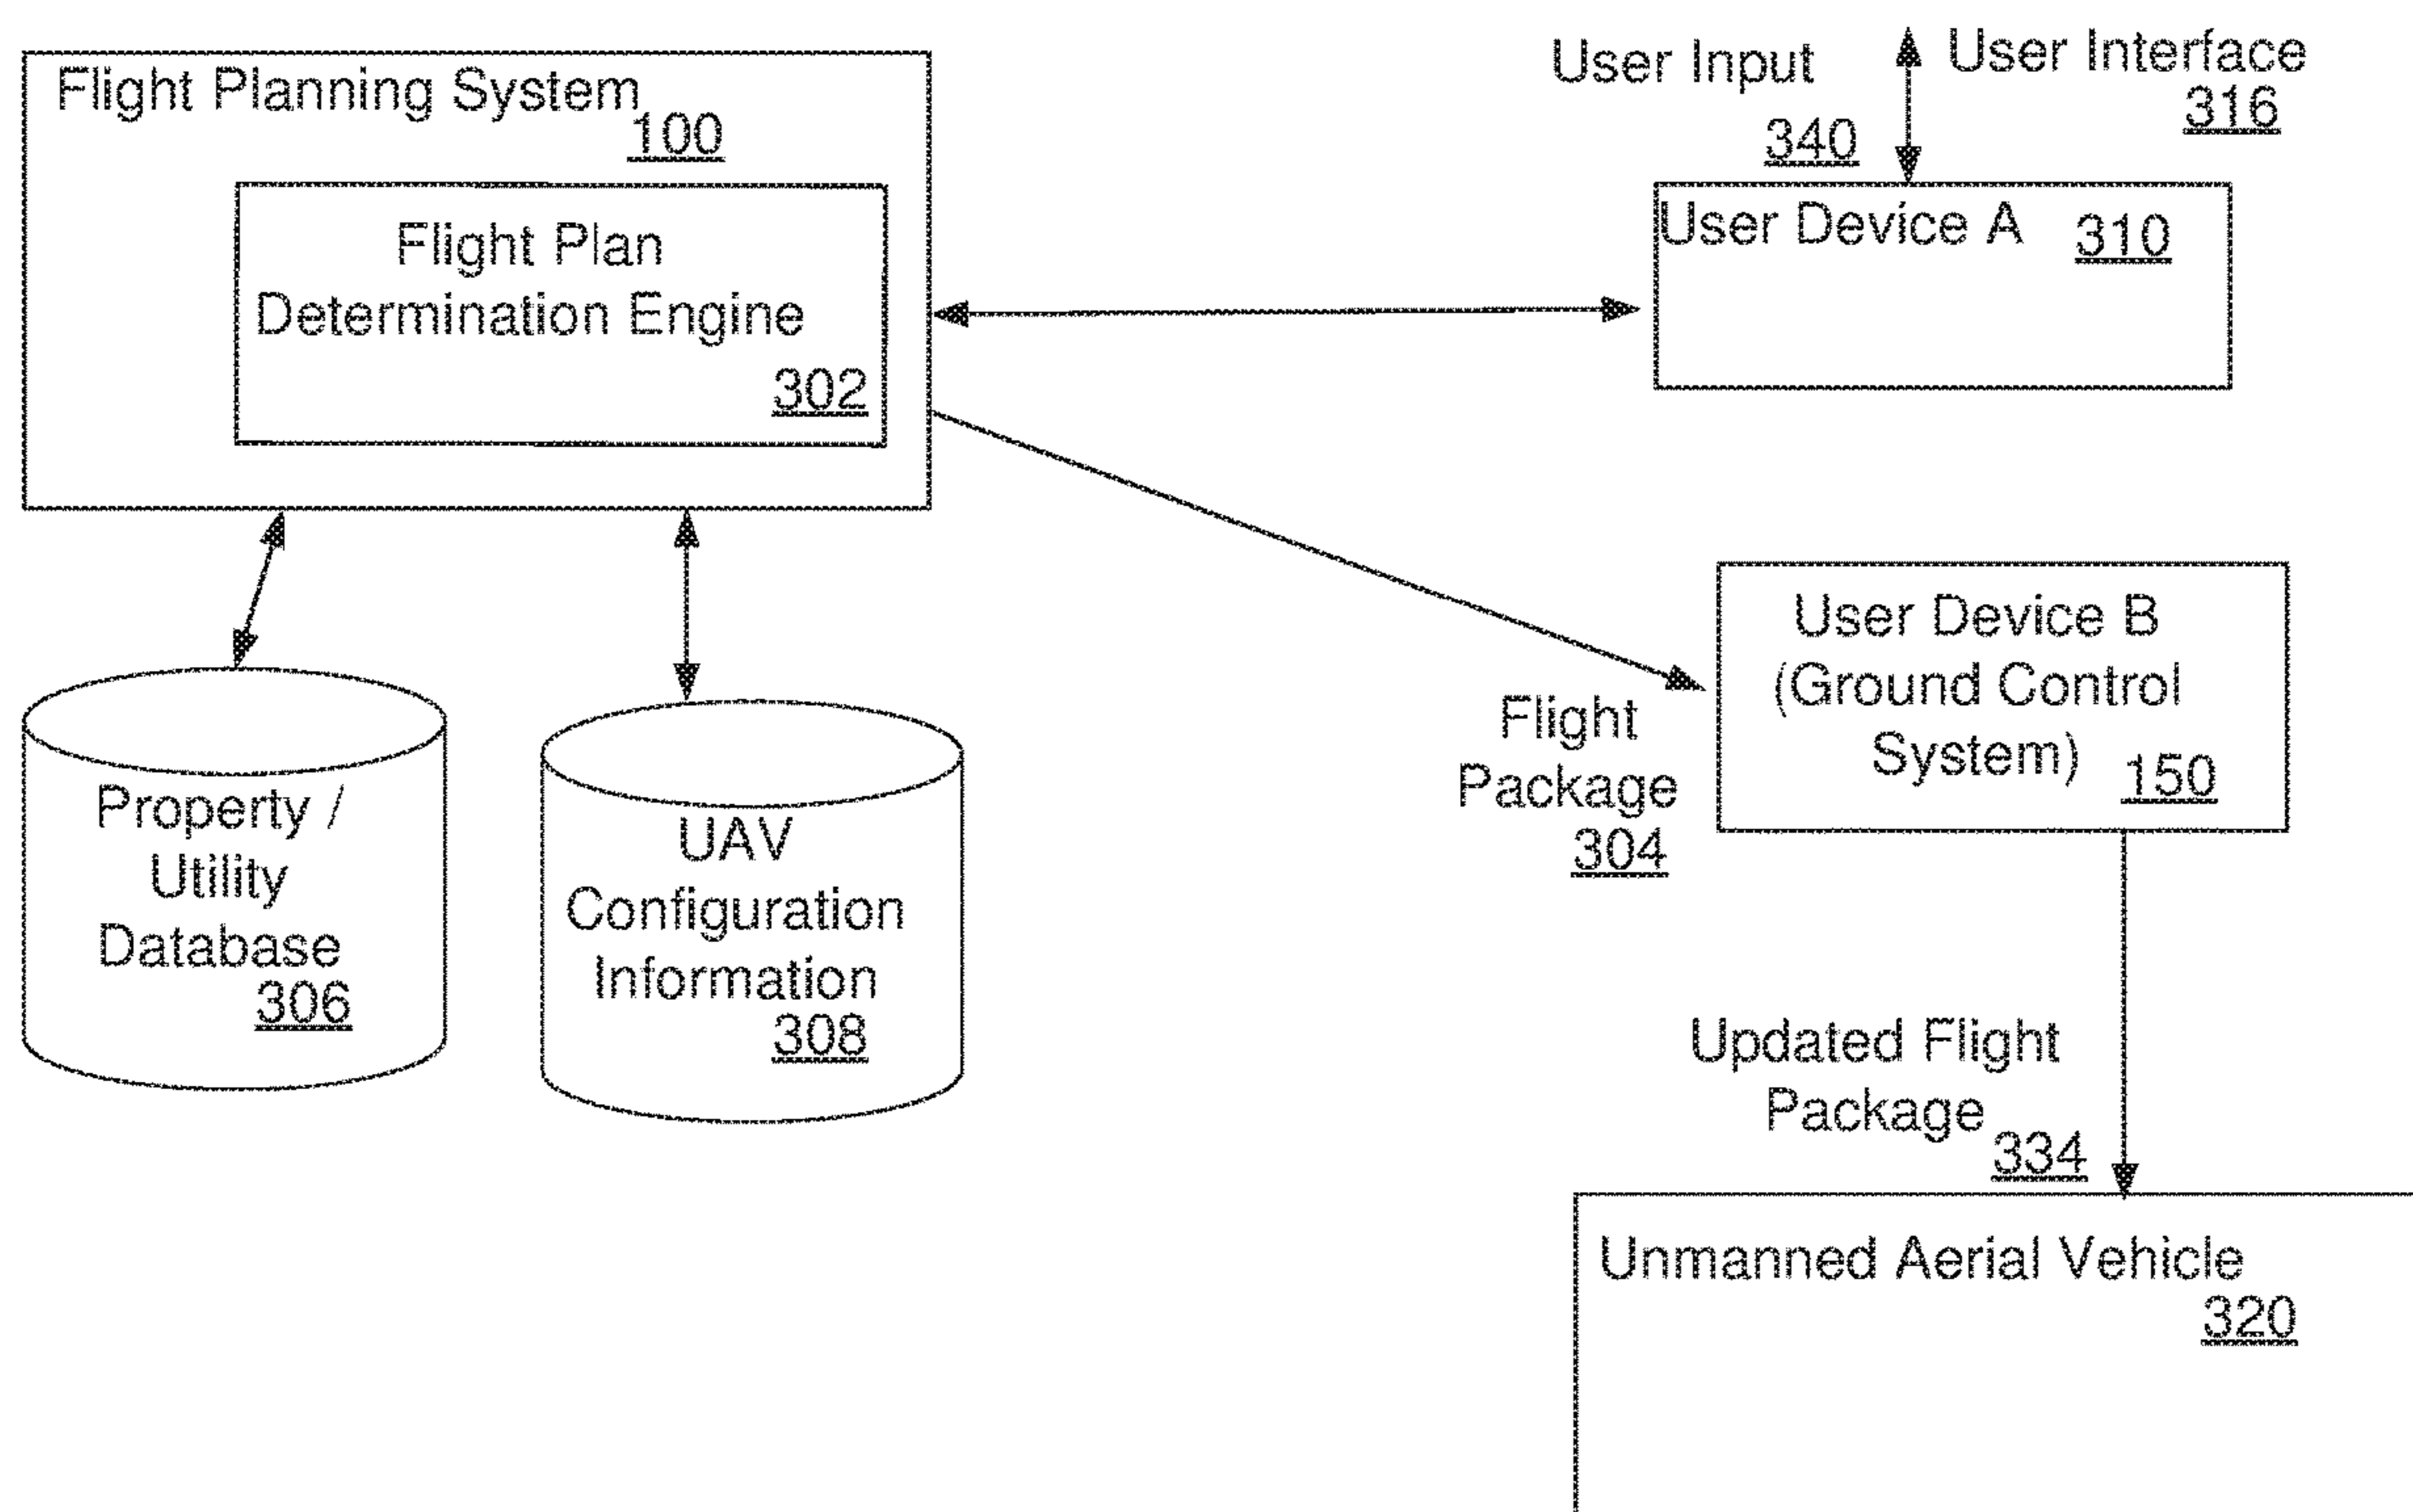 Flight Planning System
100
Flight Plan
Determination Engine
302
User Input
340
User Interface
316
User Device A 310
Property /
Utility
Database
306
UAV
Configuration
Information
308
Flight
Package
304
User Device B
(Ground Control
System) 150
Updated Flight
Package
334
Unmanned Aerial Vehicle
320